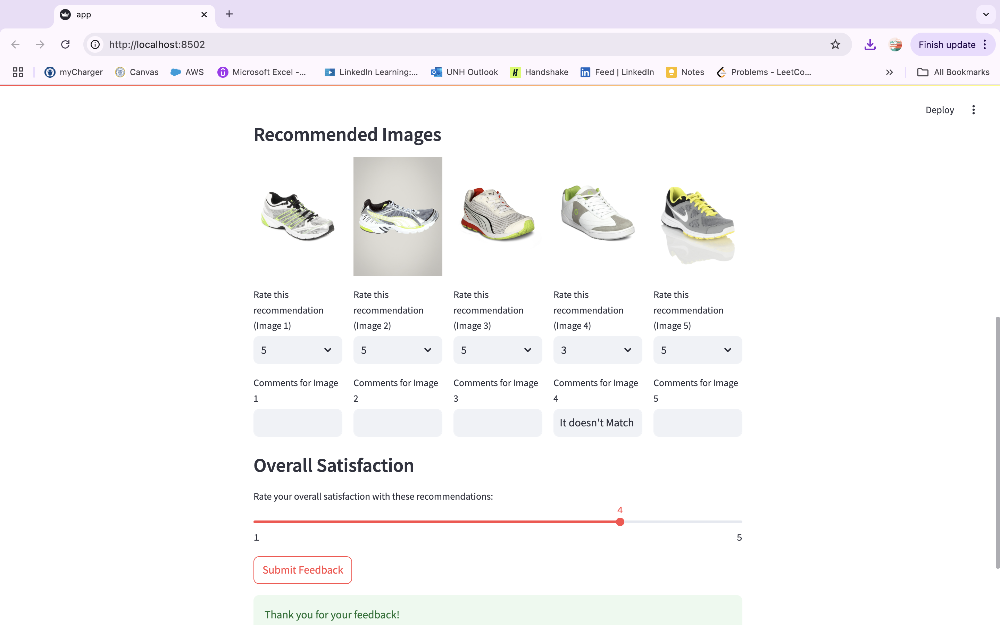 app
http://localhost:8502
Finish update
myCharger
Canvas
AWS
Microsoft Excel -...
LinkedIn Learning:...
UNH Outlook
Handshake
Feed | LinkedIn
Notes
Problems - LeetCo...
All Bookmarks
Deploy
Recommended Images
Rate this
recommendation
(Image 1)
Rate this
recommendation
(Image 2)
Rate this
recommendation
(Image 3)
Rate this
recommendation
(Image 4)
Rate this
recommendation
(Image 5)
5
5
5
3
5
Comments for Image
1
Comments for Image
2
Comments for Image
3
Comments for Image
4
Comments for Image
5
It doesn't Match
Overall Satisfaction
Rate your overall satisfaction with these recommendations:
4
1
5
Submit Feedback
Thank you for your feedback!